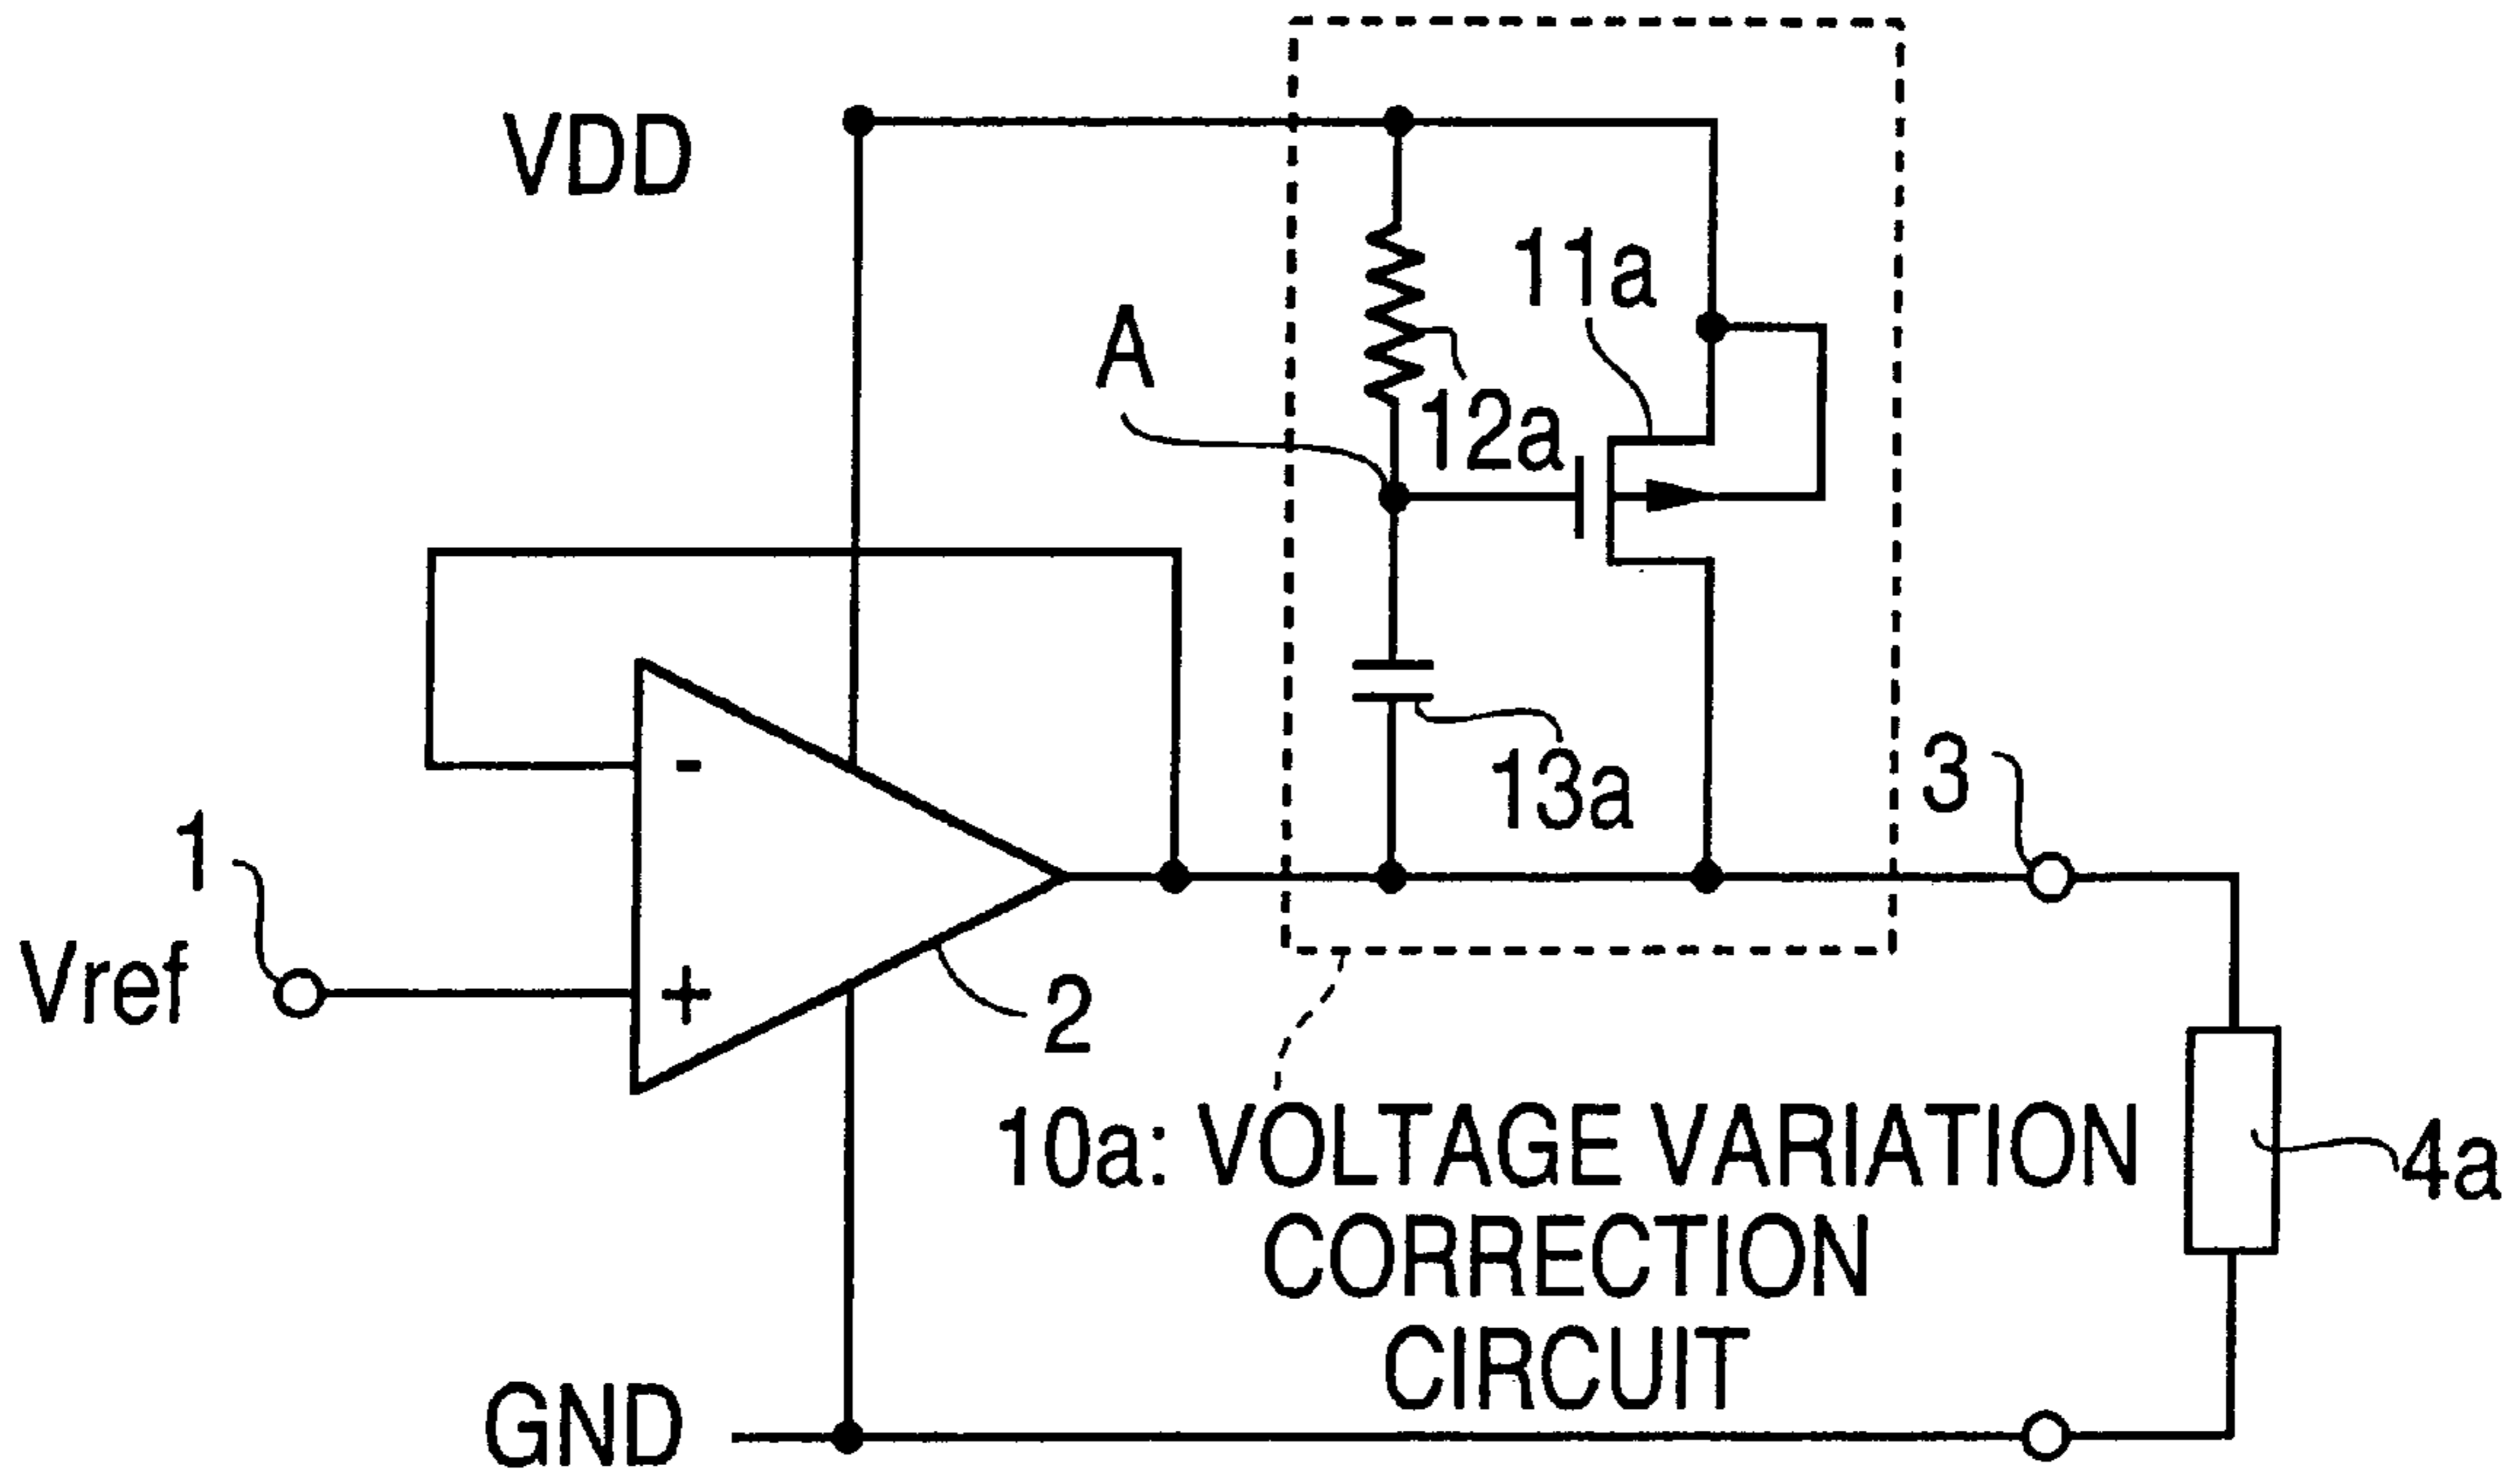 VDD
11a
A
12a
13a
3
-
1
Vref
+
2
10a: VOLTAGE VARIATION
CORRECTION
CIRCUIT
4a
GND